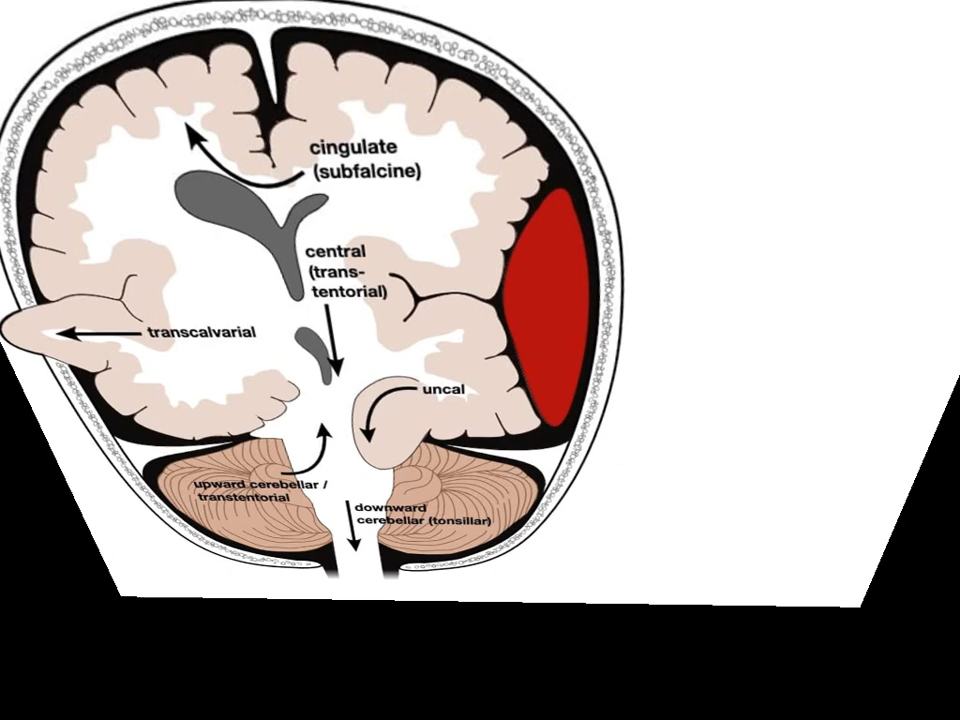 cingulate
(subfalcine)
central
(trans-
tentorial)
transcalvarial
uncal
upward cerebellar /
transtentorial
downward
cerebellar (tonsillar)